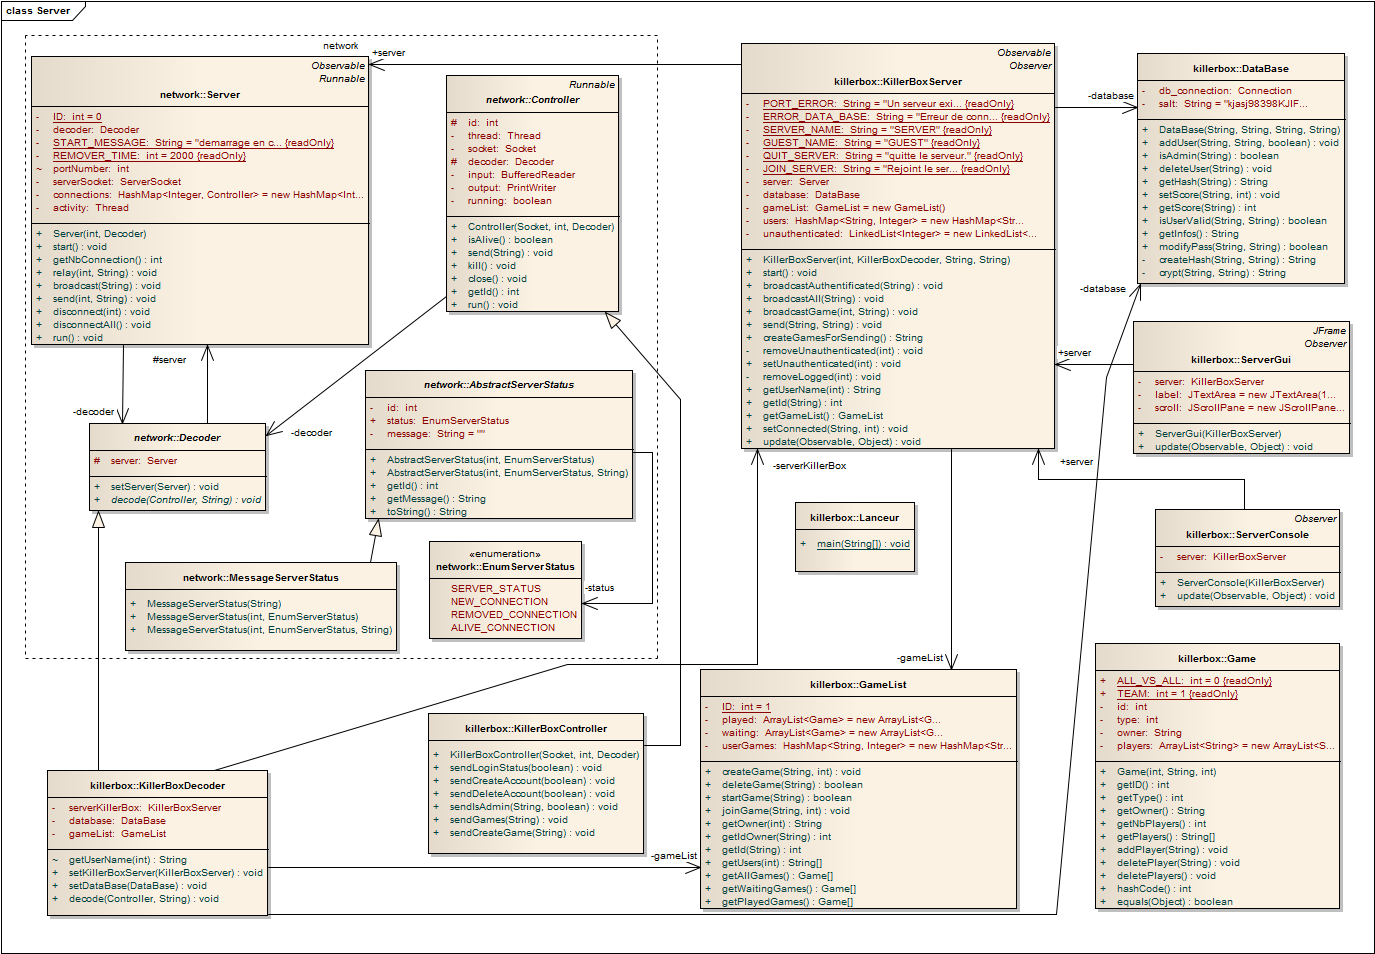 class Server
network
+server
Observable
Runnable
network::Server
- ID: int = 0
- decoder: Decoder
- START_MESSAGE: String = "demarrage en c... {readOnly}
- REMOVER_TIME: int = 2000 {readOnly}
~ portNumber: int
- serverSocket: ServerSocket
- connections: HashMap<Integer, Controller> = new HashMap<Int...
- activity: Thread
+ Server(int, Decoder)
+ start() : void
+ getNbConnection() : int
+ relay(int, String) : void
+ broadcast(String) : void
+ send(int, String) : void
+ disconnect(int) : void
+ disconnectAll() : void
+ run() : void
Runnable
network::Controller
# id: int
- thread: Thread
- socket: Socket
# decoder: Decoder
- input: BufferedReader
- output: PrintWriter
- running: boolean
+ Controller(Socket, int, Decoder)
+ isAlive() : boolean
+ send(String) : void
+ kill() : void
+ close() : void
+ getId() : int
+ run() : void
Observable
Observer
killerbox::KillerBoxServer
- PORT_ERROR: String = "Un serveur exi... {readOnly}
- ERROR_DATA_BASE: String = "Erreur de conn... {readOnly}
- SERVER_NAME: String = "SERVER" {readOnly}
- GUEST_NAME: String = "GUEST" {readOnly}
- QUIT_SERVER: String = "quitte le serveur." {readOnly}
- JOIN_SERVER: String = "Rejoint le ser... {readOnly}
- server: Server
- database: DataBase
- gameList: GameList = new GameList()
- users: HashMap<String, Integer> = new HashMap<Str...
- unauthenticated: LinkedList<Integer> = new LinkedList<...
+ KillerBoxServer(int, KillerBoxDecoder, String, String)
+ start() : void
+ broadcastAuthentificated(String) : void
+ broadcastAll(String) : void
+ broadcastGame(int, String) : void
+ send(String, String) : void
+ createGamesForSending() : String
- removeUnauthenticated(int) : void
+ setUnauthenticated(int) : void
- removeLogged(int) : void
+ getUserName(int) : String
+ getId(String) : int
+ getGameList() : GameList
+ setConnected(String, int) : void
+ update(Observable, Object) : void
-database
killerbox::DataBase
- db_connection: Connection
- salt: String = "kjasj98398KJIF...
+ DataBase(String, String, String, String)
+ addUser(String, String, boolean) : void
+ isAdmin(String) : boolean
+ deleteUser(String) : void
+ getHash(String) : String
+ setScore(String, int) : void
+ getScore(String) : int
+ isUserValid(String, String) : boolean
+ getInfos() : String
+ modifyPass(String, String) : boolean
- createHash(String, String) : String
- crypt(String, String) : String
-database
+server
JFrame
Observer
killerbox::ServerGui
- server: KillerBoxServer
- label: JTextArea = new JTextArea(1...
- scroll: JScrollPane = new JScrollPane...
+ ServerGui(KillerBoxServer)
+ update(Observable, Object) : void
#server
-decoder
-decoder
network::Decoder
# server: Server
+ setServer(Server) : void
+ decode(Controller, String) : void
network::AbstractServerStatus
- id: int
+ status: EnumServerStatus
- message: String = ""
+ AbstractServerStatus(int, EnumServerStatus)
+ AbstractServerStatus(int, EnumServerStatus, String)
+ getId() : int
+ getMessage() : String
+ toString() : String
-serverKillerBox
+server
killerbox::Lanceur
+ main(String[]) : void
Observer
killerbox::ServerConsole
- server: KillerBoxServer
+ ServerConsole(KillerBoxServer)
+ update(Observable, Object) : void
network::MessageServerStatus
+ MessageServerStatus(String)
+ MessageServerStatus(int, EnumServerStatus)
+ MessageServerStatus(int, EnumServerStatus, String)
«enumeration»
network::EnumServerStatus
SERVER_STATUS
NEW_CONNECTION
REMOVED_CONNECTION
ALIVE_CONNECTION
-status
-gameList
killerbox::GameList
- ID: int = 1
- played: ArrayList<Game> = new ArrayList<G...
- waiting: ArrayList<Game> = new ArrayList<G...
- userGames: HashMap<String, Integer> = new HashMap<Str...
+ createGame(String, int) : void
+ deleteGame(String) : boolean
+ startGame(String) : boolean
+ joinGame(String, int) : void
+ getOwner(int) : String
+ getIdOwner(String) : int
+ getId(String) : int
+ getUsers(int) : String[]
+ getAllGames() : Game[]
+ getWaitingGames() : Game[]
+ getPlayedGames() : Game[]
killerbox::Game
+ ALL_VS_ALL: int = 0 {readOnly}
+ TEAM: int = 1 {readOnly}
- id: int
- type: int
- owner: String
- players: ArrayList<String> = new ArrayList<S...
+ Game(int, String, int)
+ getID() : int
+ getType() : int
+ getOwner() : String
+ getNbPlayers() : int
+ getPlayers() : String[]
+ addPlayer(String) : void
+ deletePlayer(String) : void
+ deletePlayers() : void
+ hashCode() : int
+ equals(Object) : boolean
killerbox::KillerBoxController
+ KillerBoxController(Socket, int, Decoder)
+ sendLoginStatus(boolean) : void
+ sendCreateAccount(boolean) : void
+ sendDeleteAccount(boolean) : void
+ sendIsAdmin(String, boolean) : void
+ sendGames(String) : void
+ sendCreateGame(String) : void
-gameList
killerbox::KillerBoxDecoder
- serverKillerBox: KillerBoxServer
- database: DataBase
- gameList: GameList
~ getUserName(int) : String
+ setKillerBoxServer(KillerBoxServer) : void
+ setDataBase(DataBase) : void
+ decode(Controller, String) : void